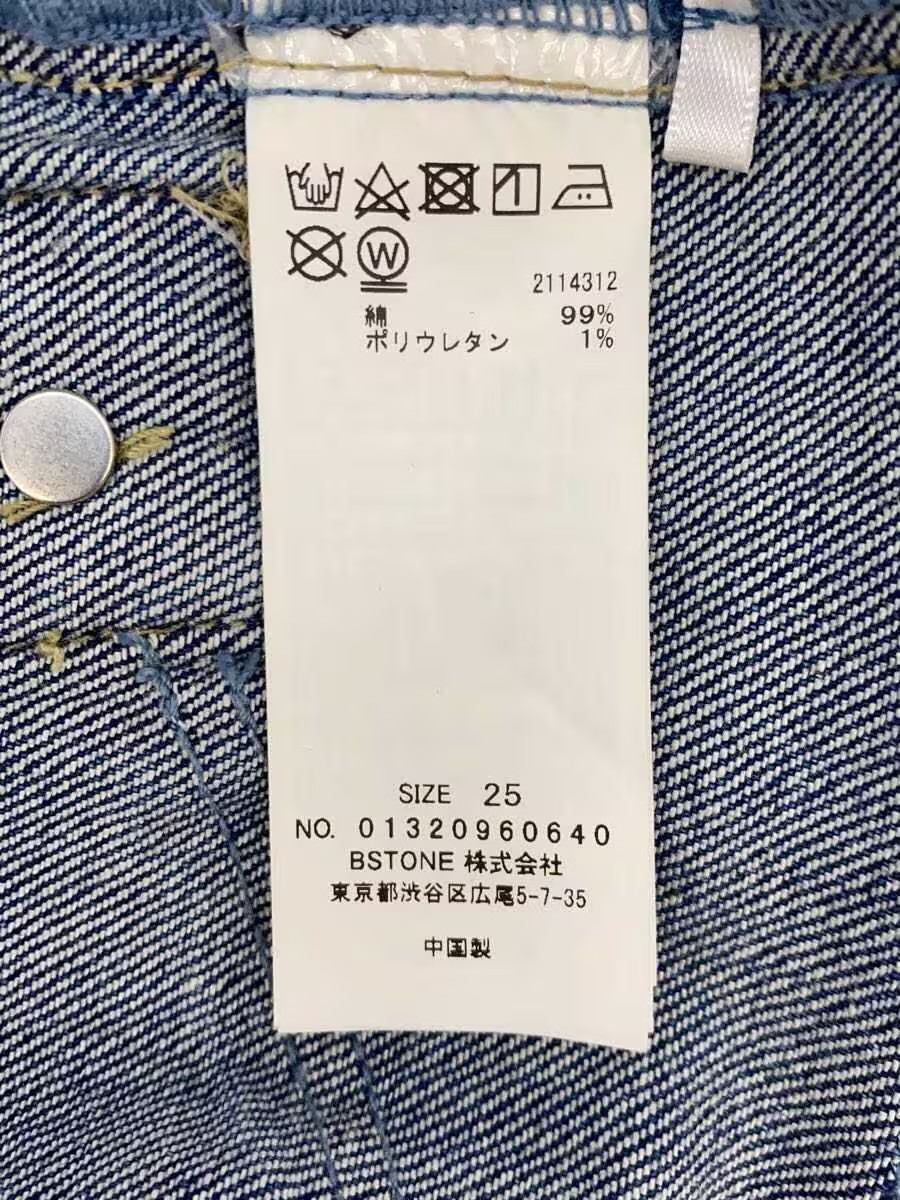 W
2114312
綿 99%
ポリウレタン 1%
SIZE 25
NO. 01320960640
BSTONE 株式会社
東京都渋谷区広尾5-7-35
中国製